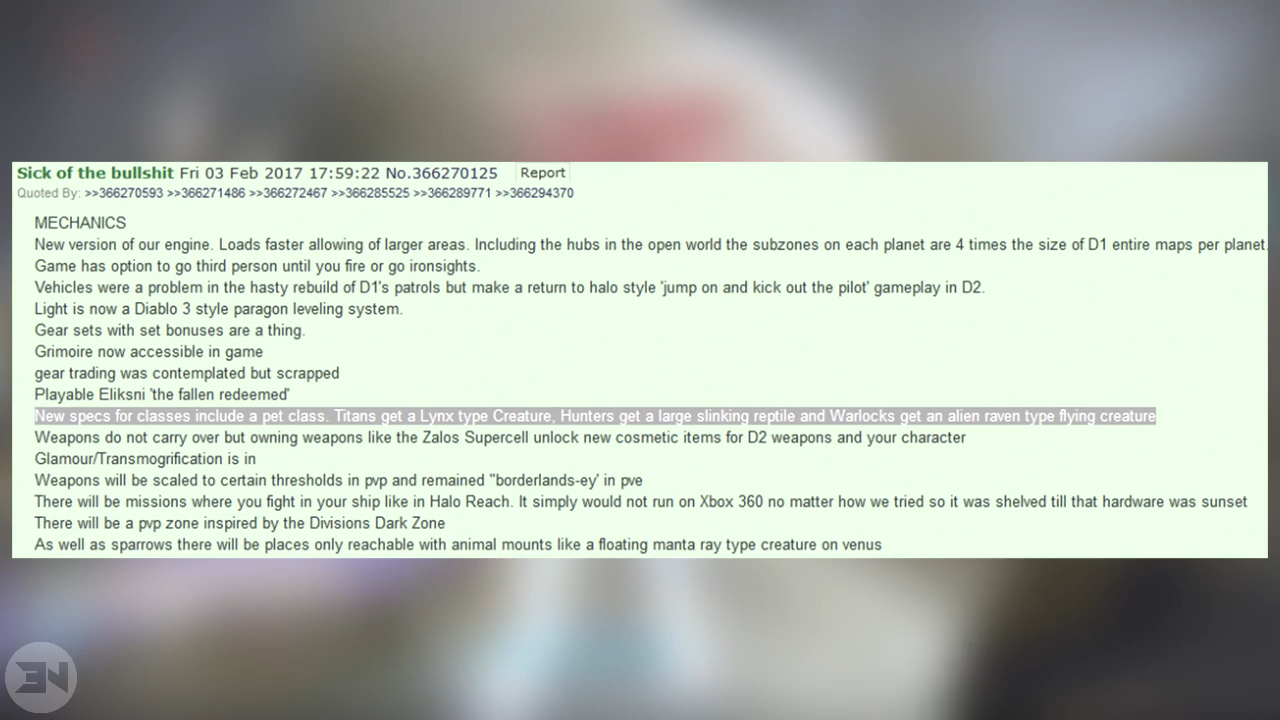 Sick of the bullshit Fri 03 Feb 2017 17:59:22 No.366270125 Report
Quoted By: >>366270593 >>366271486 >>366272467 >>366285525 >>366289771 >>366294370
MECHANICS
New version of our engine. Loads faster allowing of larger areas. Including the hubs in the open world the subzones on each planet are 4 times the size of D1 entire maps per planet.
Game has option to go third person until you fire or go ironsights.
Vehicles were a problem in the hasty rebuild of D1's patrols but make a return to halo style 'jump on and kick out the pilot' gameplay in D2.
Light is now a Diablo 3 style paragon leveling system.
Gear sets with set bonuses are a thing.
Grimoire now accessible in game
gear trading was contemplated but scrapped
Playable Eliksni 'the fallen redeemed'
New specs for classes include a pet class. Titans get a Lynx type Creature, Hunters get a large slinking reptile and Warlocks get an alien raven type flying creature
Weapons do not carry over but owning weapons like the Zalos Supercell unlock new cosmetic items for D2 weapons and your character
Glamour/Transmogrification is in
Weapons will be scaled to certain thresholds in pvp and remained "borderlands-ey' in pve
There will be missions where you fight in your ship like in Halo Reach. It simply would not run on Xbox 360 no matter how we tried so it was shelved till that hardware was sunset
There will be a pvp zone inspired by the Divisions Dark Zone
As well as sparrows there will be places only reachable with animal mounts like a floating manta ray type creature on venus